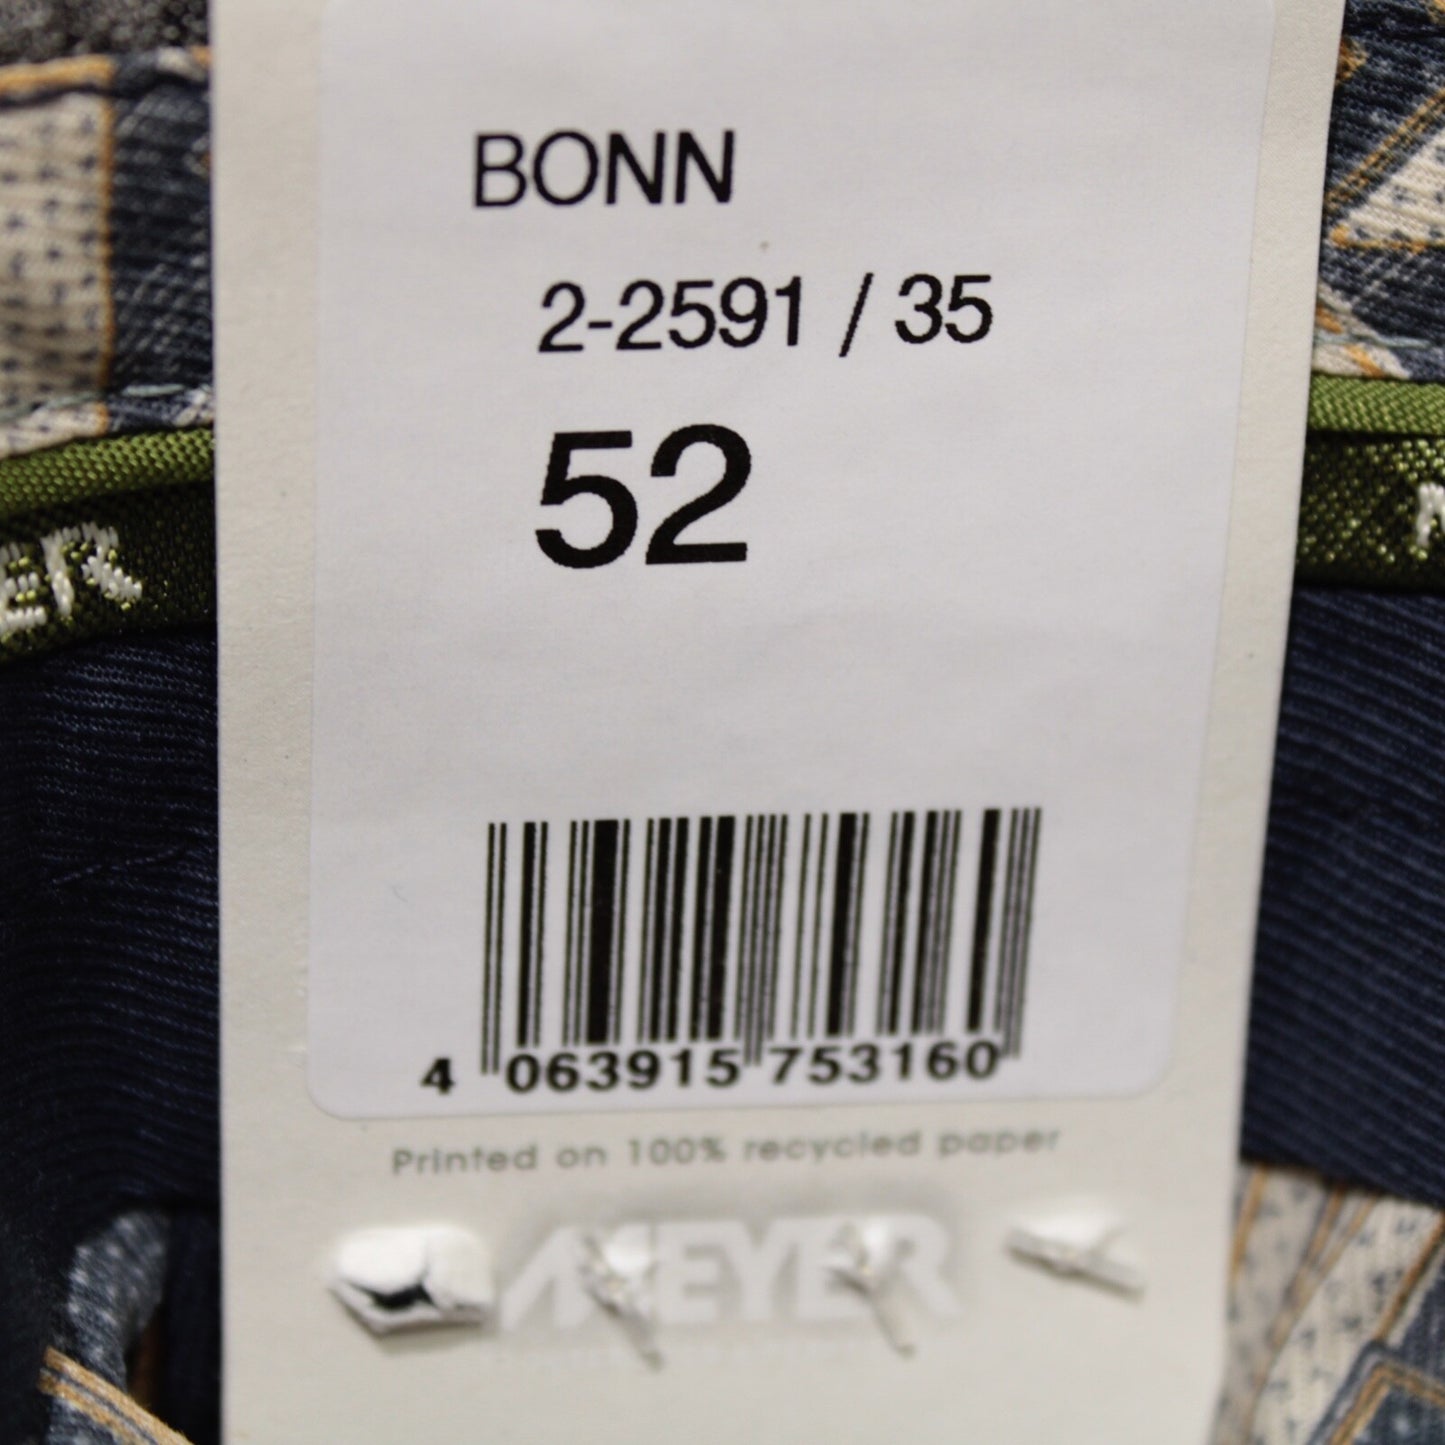 BONN
2-2591 / 35
52
4 063915 753160
Printed on 100% recycled paper
MEYER